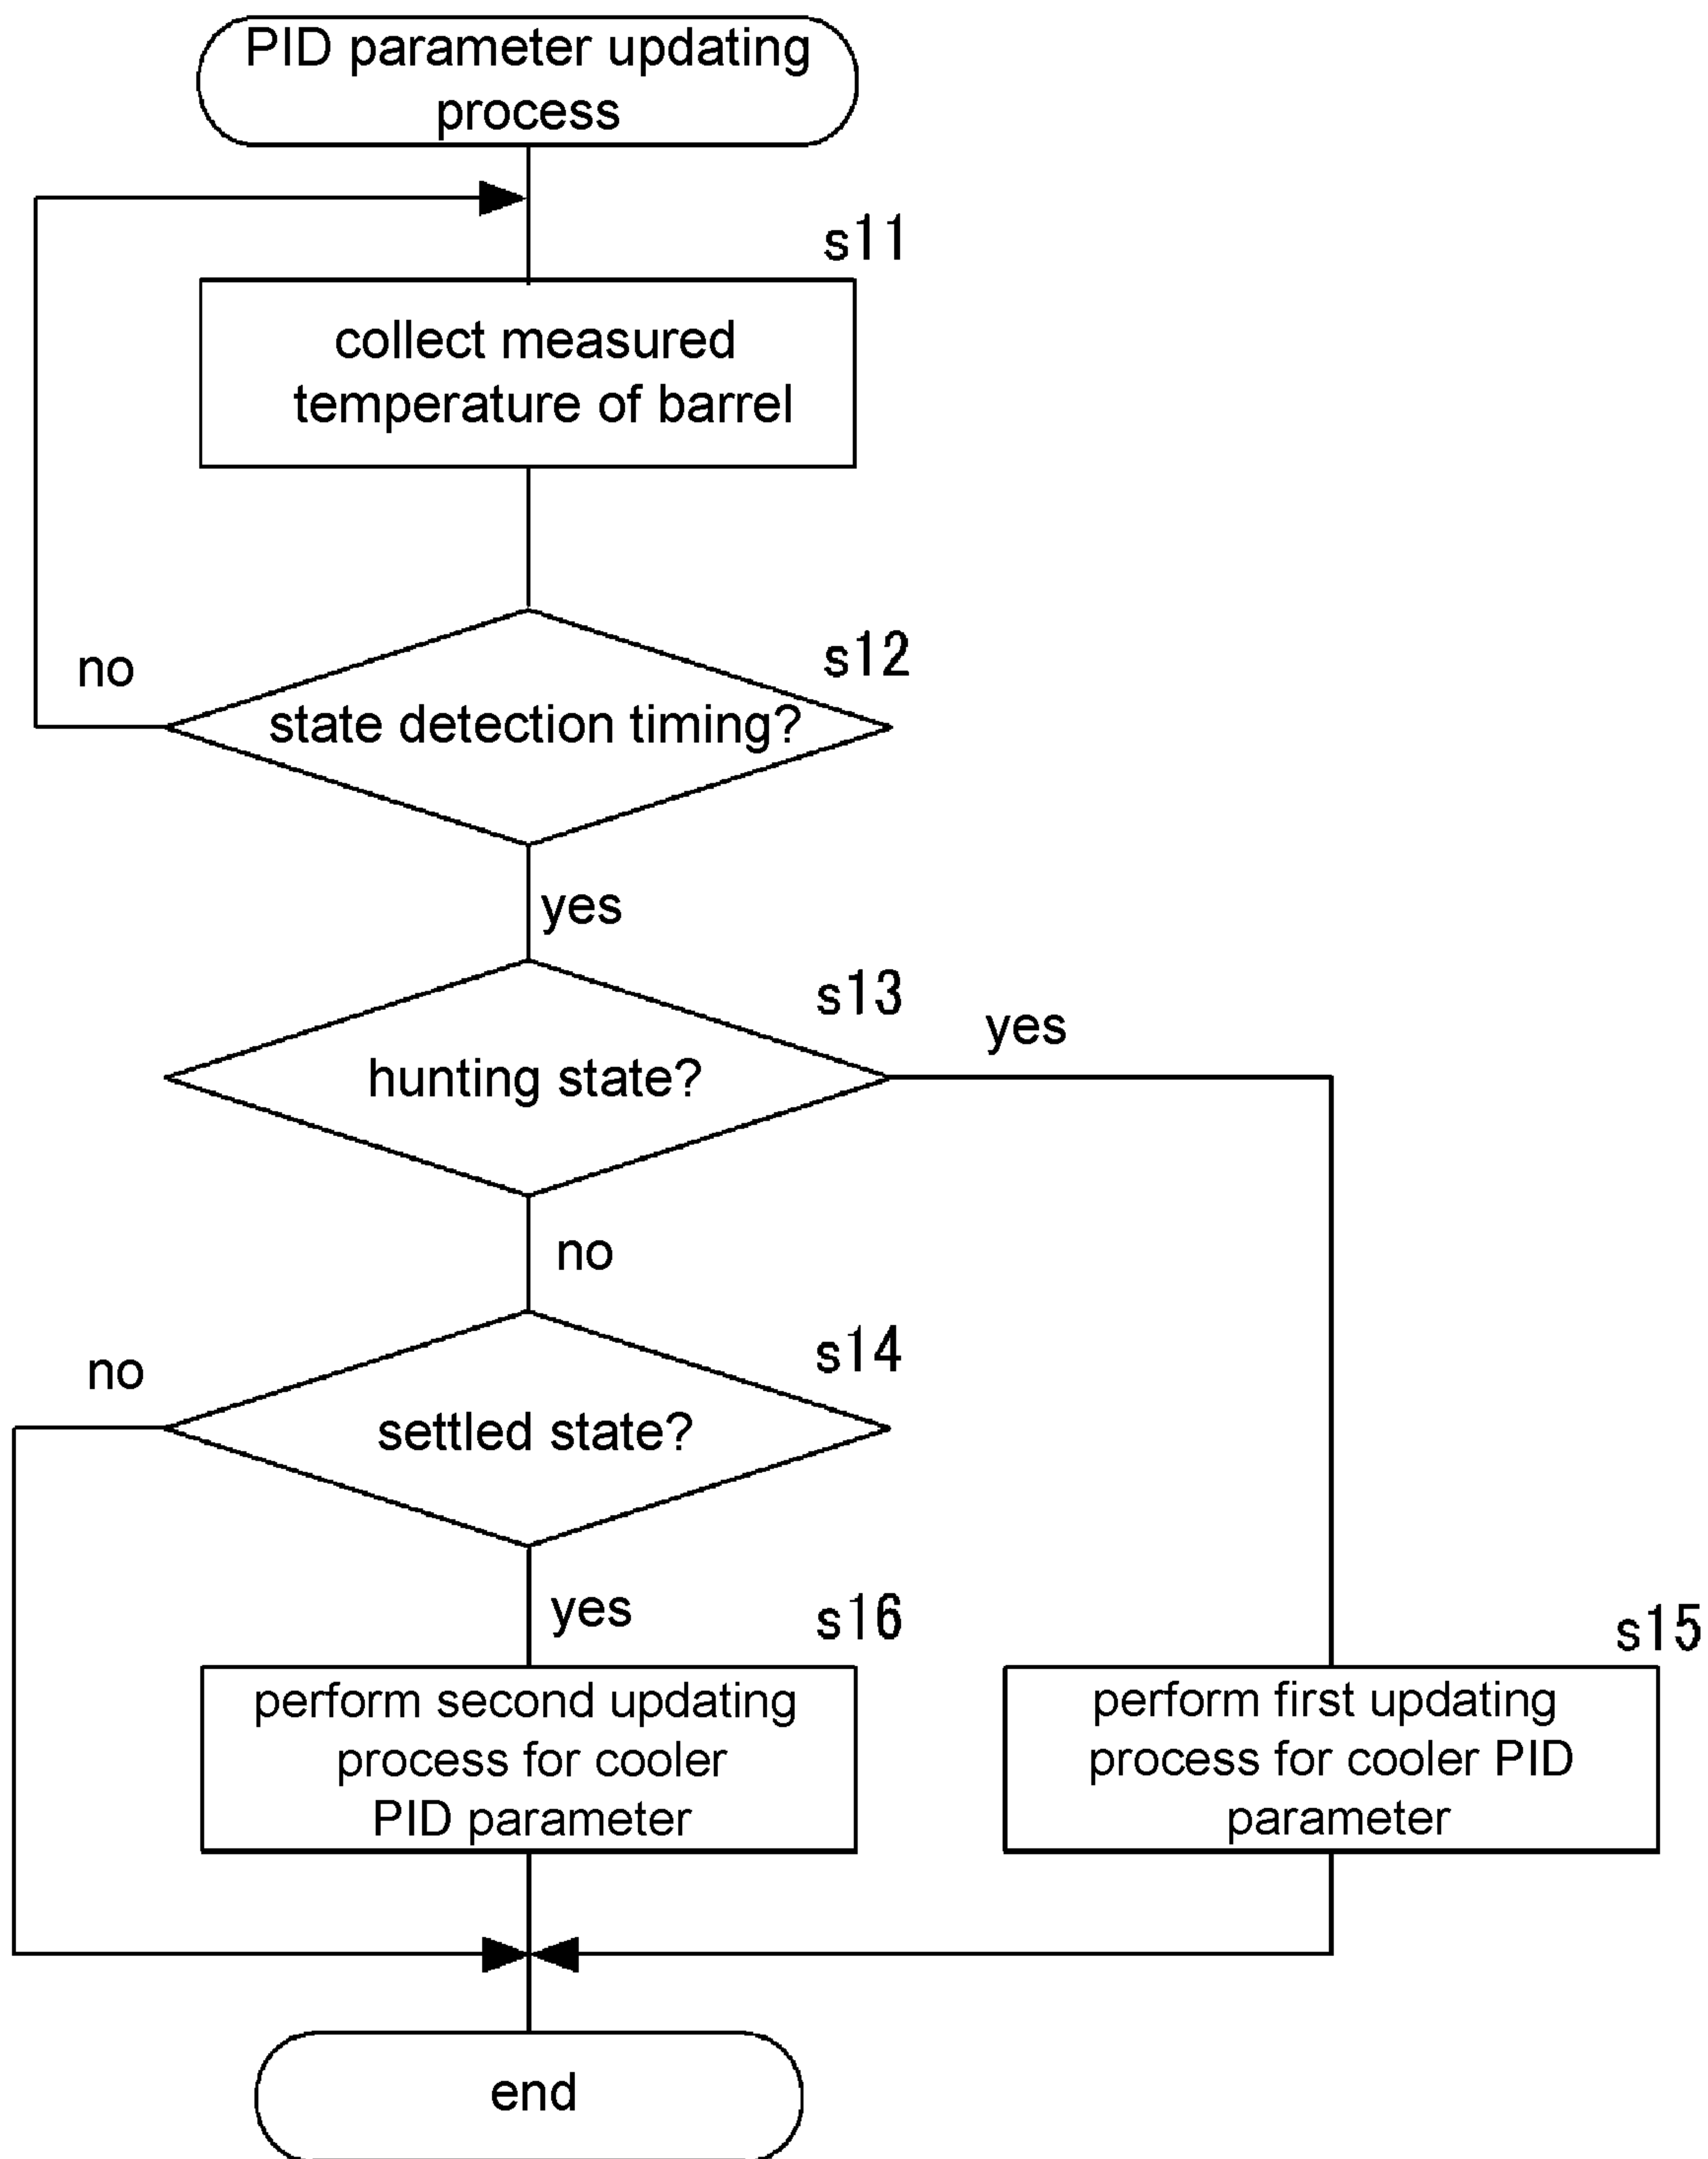 PID parameter updating
process
s11
collect measured
temperature of barrel
s12
no
state detection timing?
yes
s13
yes
hunting state?
no
s14
no
settled state?
yes
s16
s15
perform second updating
process for cooler
PID parameter
perform first updating
process for cooler PID
parameter
end